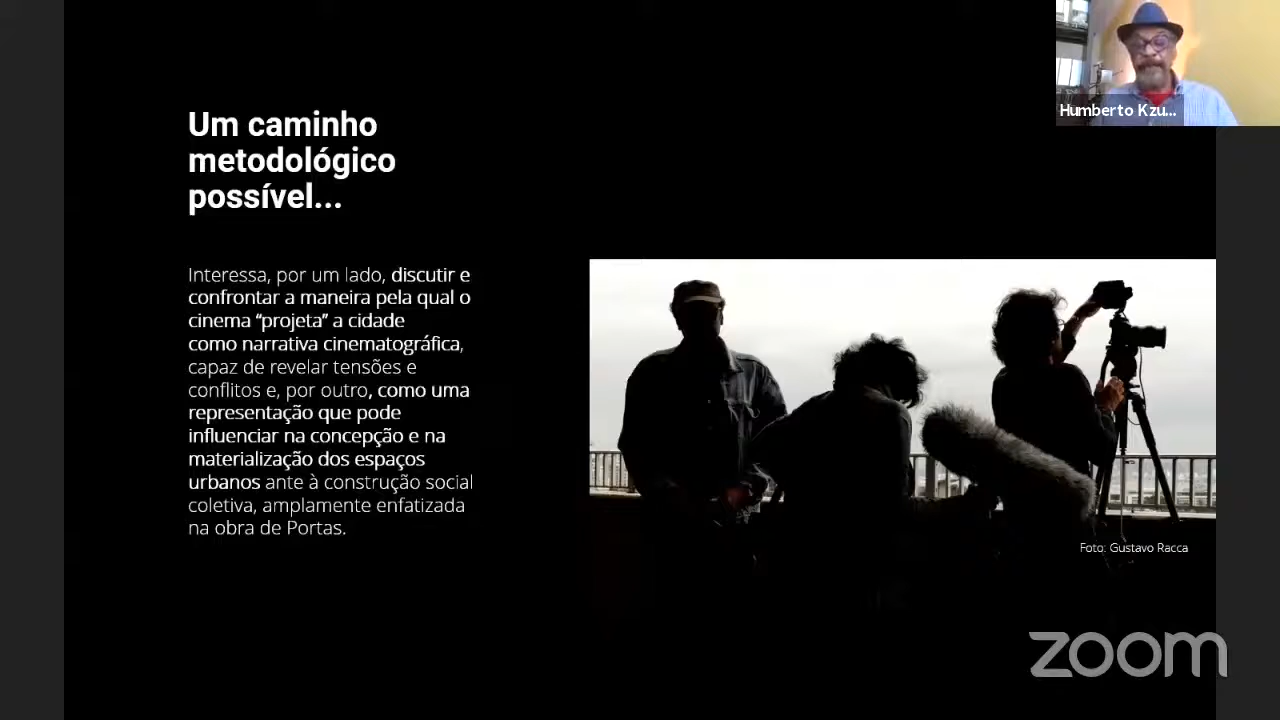 Humberto Kzu...
Um caminho
metodológico
possível...
Interessa, por um lado, discutir e
confrontar a maneira pela qual o
cinema “projeta” a cidade
como narrativa cinematográfica,
capaz de revelar tensões e
conflitos e, por outro, como uma
representação que pode
influenciar na concepção e na
materialização dos espaços
urbanos ante à construção social
coletiva, amplamente enfatizada
na obra de Portas.
Foto: Gustavo Racca
zoom